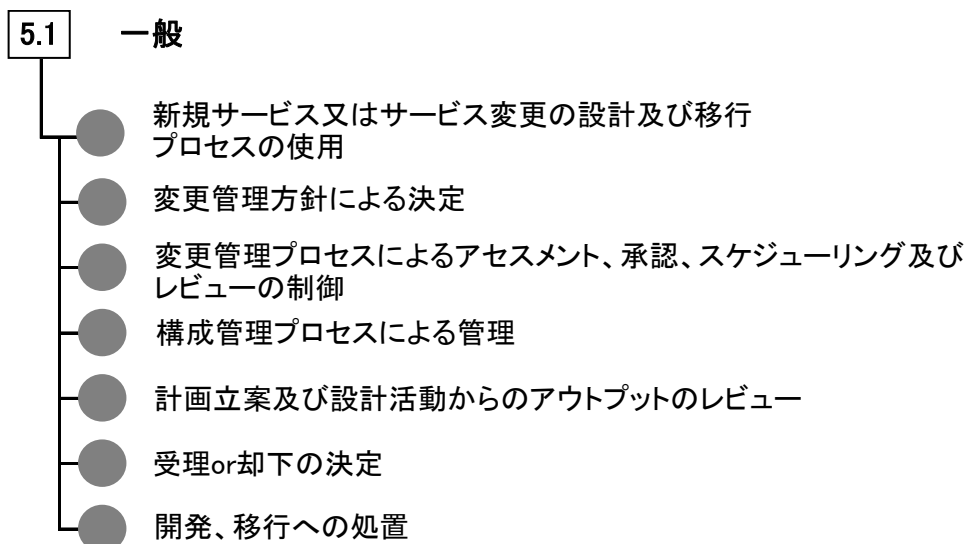 5.1 一般
新規サービス又はサービス変更の設計及び移行
プロセスの使用
変更管理方針による決定
変更管理プロセスによるアセスメント、承認、スケジューリング及び
レビューの制御
構成管理プロセスによる管理
計画立案及び設計活動からのアウトプットのレビュー
受理or却下の決定
開発、移行への処置